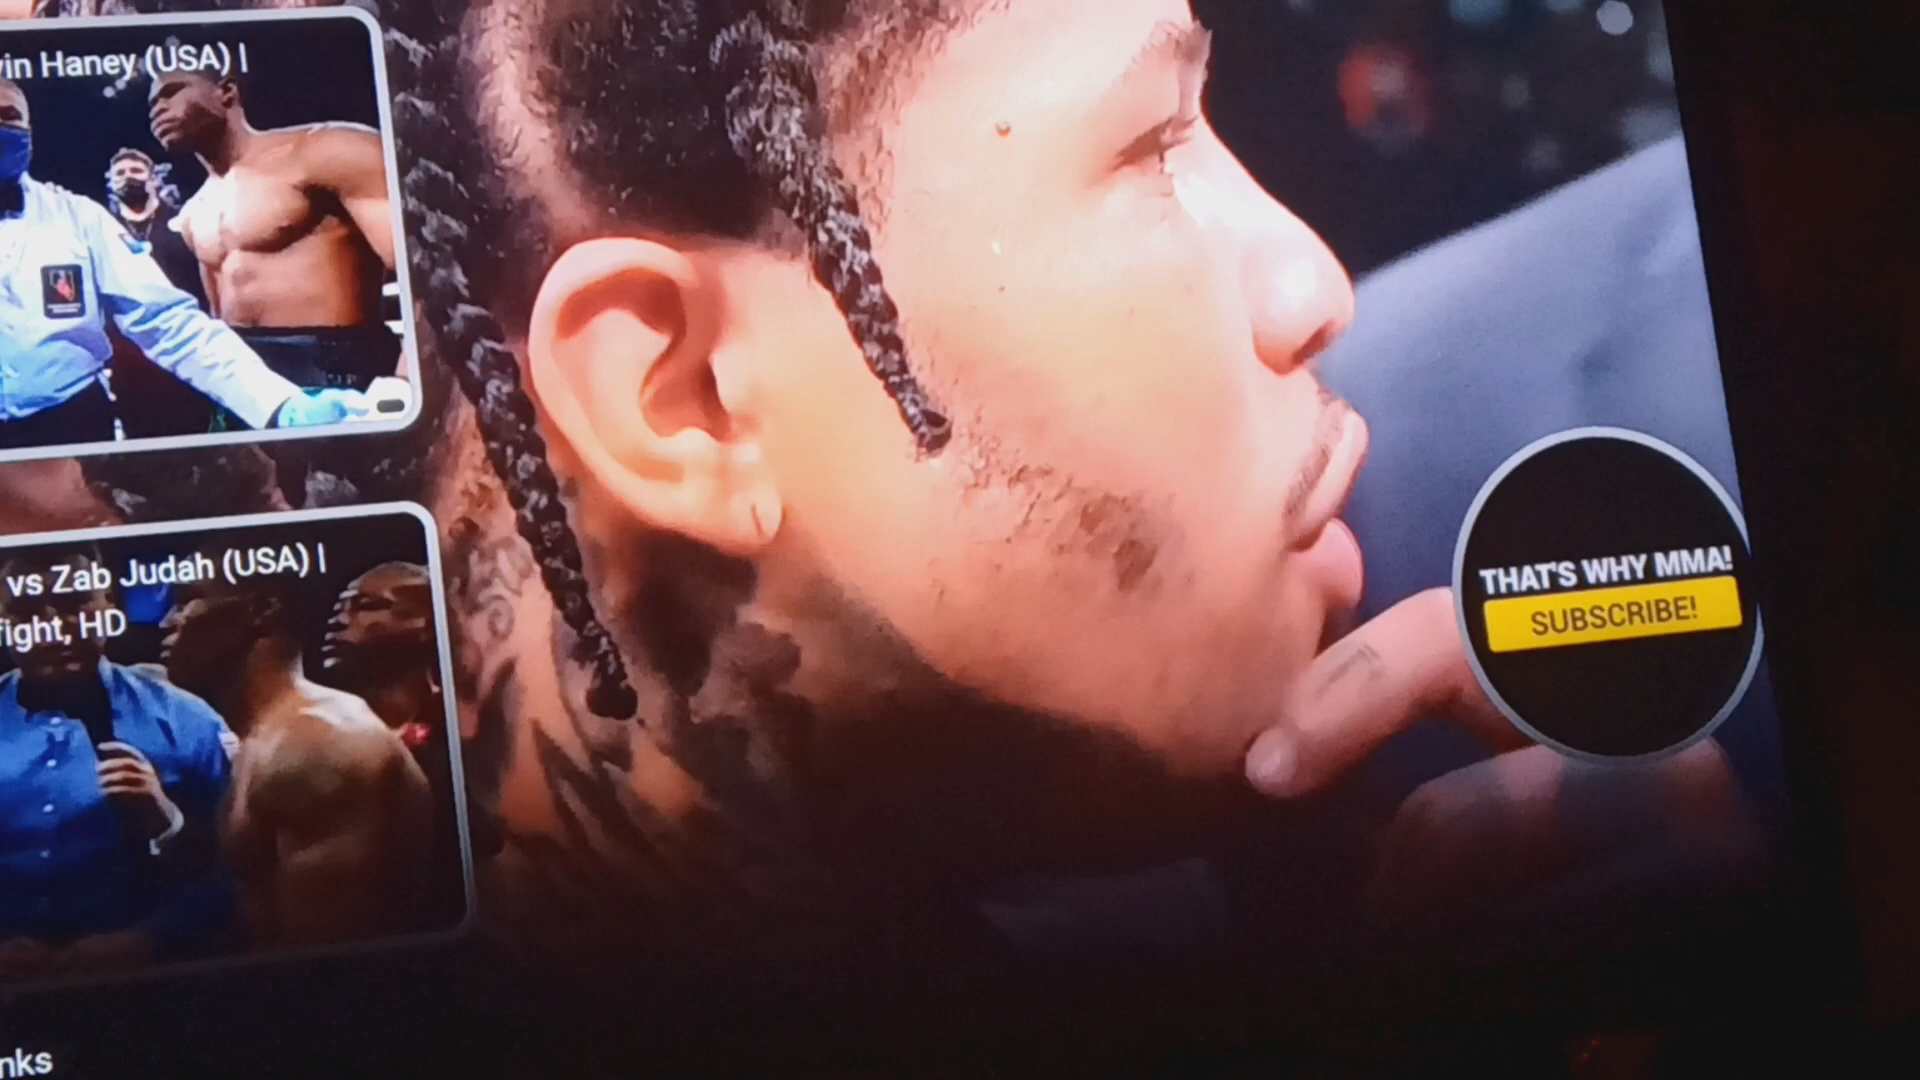 vin Haney (USA) |
vs Zab Judah (USA) |
fight, HD
THAT'S WHY MMA!
SUBSCRIBE!
nks